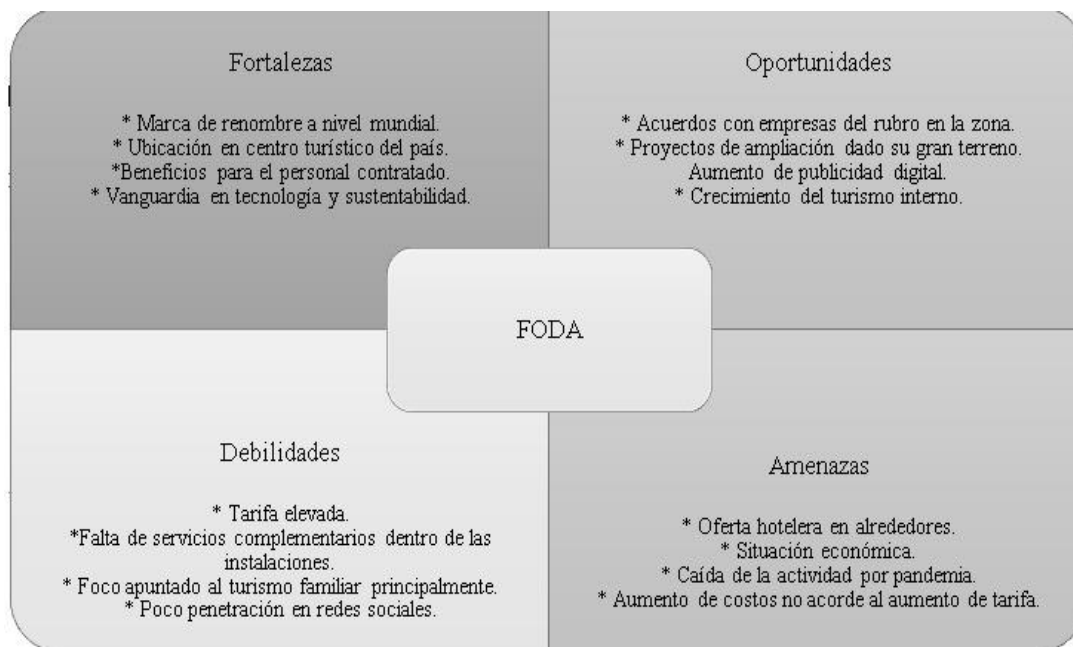 Fortalezas
* Marca de renombre a nivel mundial.
* Ubicación en centro turístico del país.
*Beneficios para el personal contratado.
* Vanguardia en tecnología y sustentabilidad.
Oportunidades
* Acuerdos con empresas del rubro en la zona.
* Proyectos de ampliación dado su gran terreno.
Aumento de publicidad digital.
* Crecimiento del turismo interno.
FODA
Debilidades
* Tarifa elevada.
*Falta de servicios complementarios dentro de las
instalaciones.
* Foco apuntado al turismo familiar principalmente.
* Poco penetración en redes sociales.
Amenazas
* Oferta hotelera en alrededores.
* Situación económica.
* Caída de la actividad por pandemia.
* Aumento de costos no acorde al aumento de tarifa.